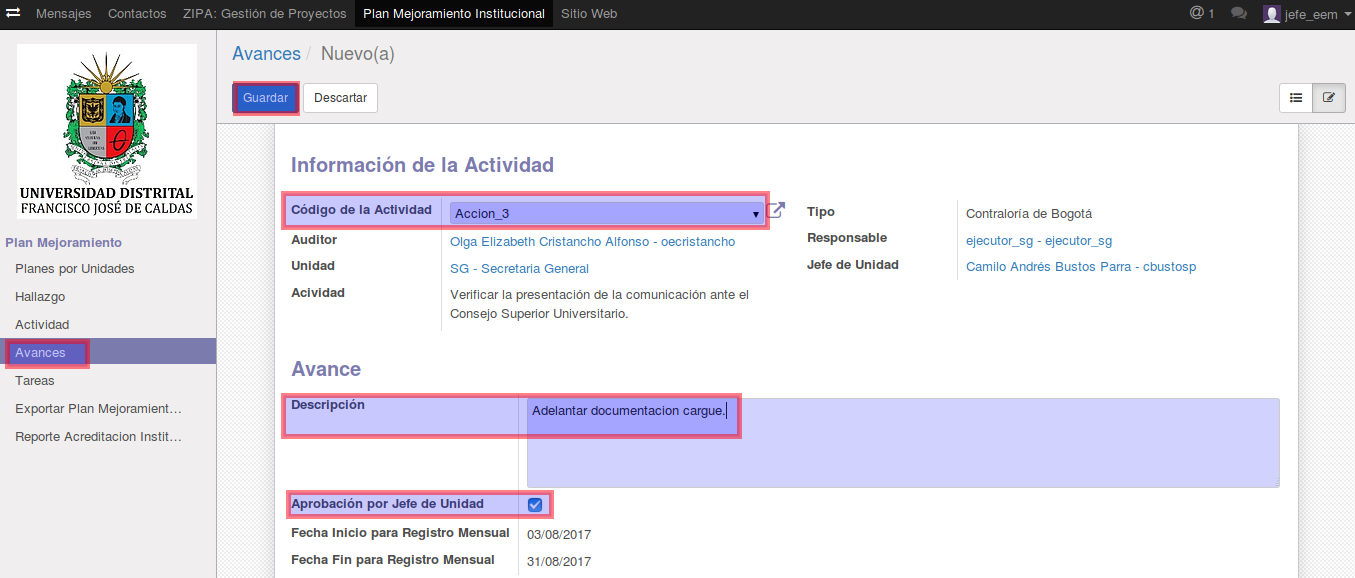 Mensajes Contactos ZIPA: Gestión de Proyectos Plan Mejoramiento Institucional Sitio Web @ 1 jefe_eem
UNIVERSIDAD DISTRITAL
FRANCISCO JOSÉ DE CALDAS
Plan Mejoramiento
Planes por Unidades
Hallazgo
Actividad
Avances
Tareas
Exportar Plan Mejoramient...
Reporte Acreditacion Instit...
Avances / Nuevo(a)
Guardar Descartar
Información de la Actividad
Código de la Actividad Accion_3
Auditor Olga Elizabeth Cristancho Alfonso - oecristancho
Unidad SG - Secretaria General
Acividad Verificar la presentación de la comunicación ante el
Consejo Superior Universitario.
Tipo Contraloría de Bogotá
Responsable ejecutor_sg - ejecutor_sg
Jefe de Unidad Camilo Andrés Bustos Parra - cbustosp
Avance
Descripción Adelantar documentacion cargue.
Aprobación por Jefe de Unidad
Fecha Inicio para Registro Mensual 03/08/2017
Fecha Fin para Registro Mensual 31/08/2017